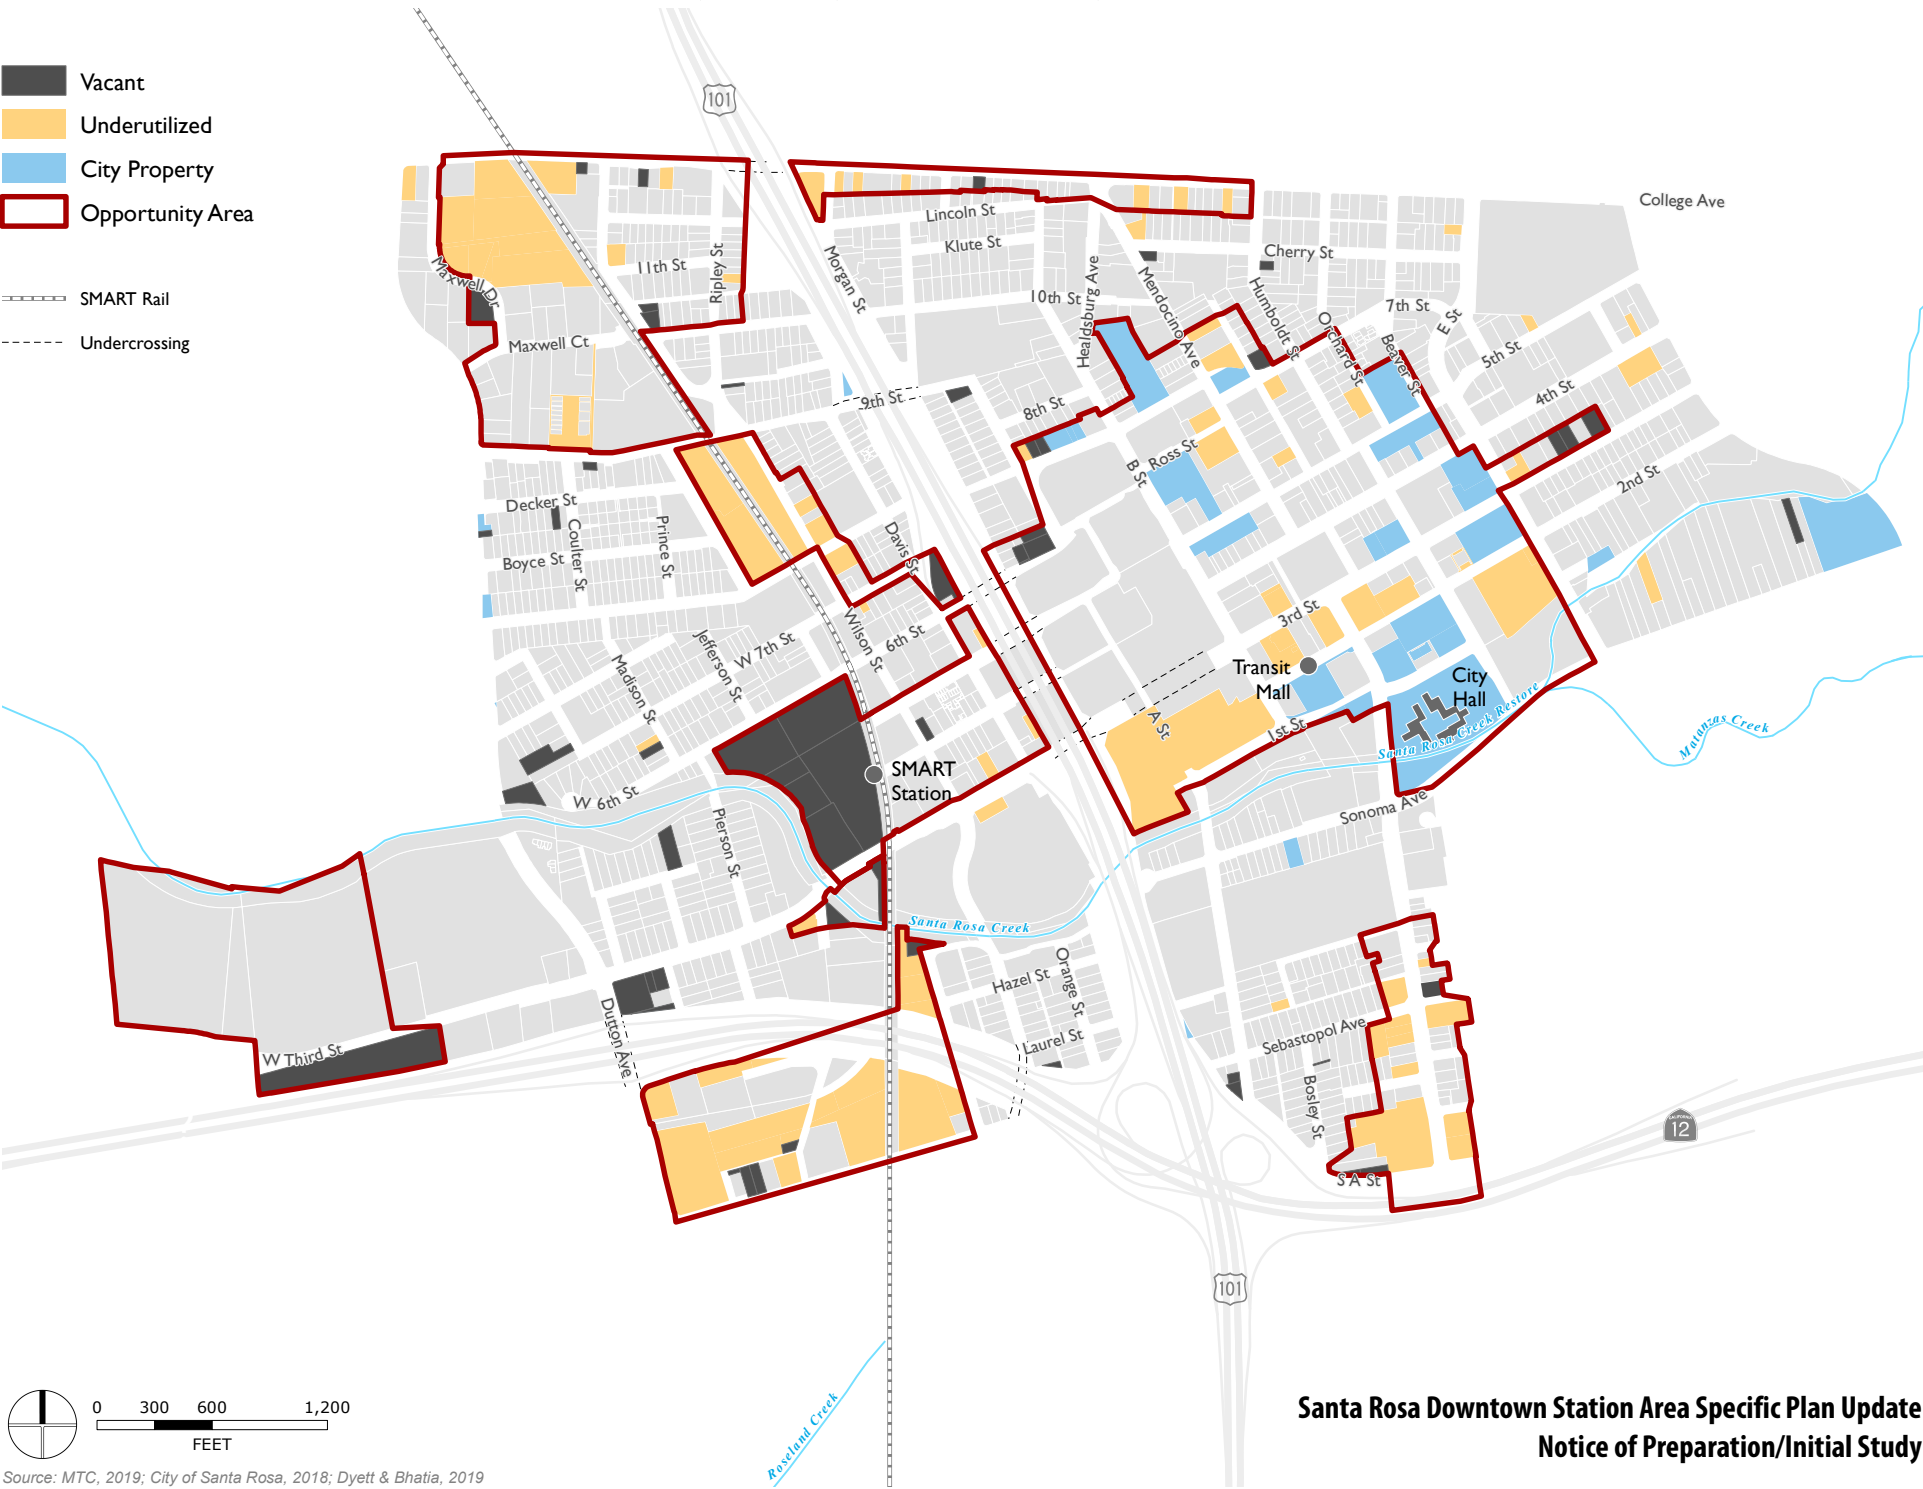 101
Vacant
Underutilized
City Property
Opportunity Area
SMART Rail
Undercrossing
College Ave
Lincoln St
Klute St
Cherry St
11th St
Ripley St
Morgan St
10th St
Healdsburg Ave
Mendocino Ave
Humboldt St
Orchard St
7th St
Beaver St
E St
5th St
4th St
2nd St
Maxwell Dr
Maxwell Ct
9th St
8th St
B St
Ross St
Decker St
Coulter St
Boyce St
Prince St
Davis St
3rd St
Wilson St
6th St
W 7th St
Jefferson St
Madison St
Transit
Mall
City
Hall
A St
1st St
Santa Rosa Creek Restore
Matanzas Creek
SMART
Station
W 6th St
Pierson St
Sonoma Ave
Santa Rosa Creek
Hazel St
Orange St
Laurel St
Dutton Ave
W Third St
Sebastopol Ave
Bosley St
S A St
CALIFORNIA
12
101
Roseland Creek
0 300 600 1,200
FEET
Source: MTC, 2019; City of Santa Rosa, 2018; Dyett & Bhatia, 2019
Santa Rosa Downtown Station Area Specific Plan Update
Notice of Preparation/Initial Study